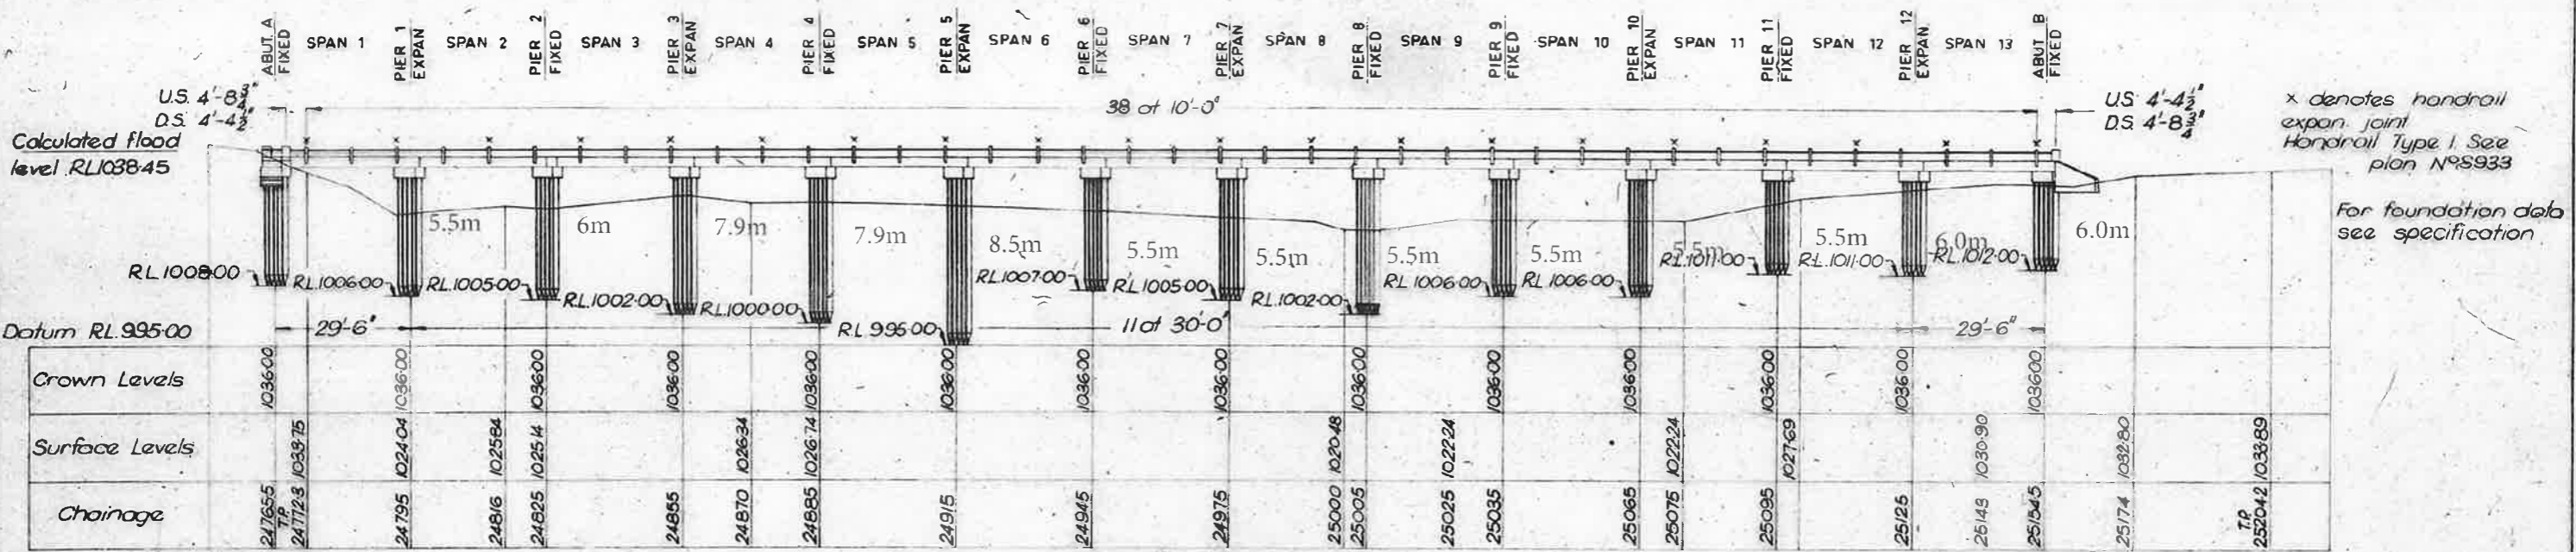 ABUT. A FIXED
SPAN 1
PIER 1 EXPAN
SPAN 2
PIER 2 FIXED
SPAN 3
PIER 3 EXPAN
SPAN 4
PIER 4 FIXED
SPAN 5
PIER 5 EXPAN
SPAN 6
PIER 6 FIXED
SPAN 7
PIER 7 EXPAN
SPAN 8
PIER 8 FIXED
SPAN 9
PIER 9 FIXED
SPAN 10
PIER 10 EXPAN
SPAN 11
PIER 11 FIXED
SPAN 12
PIER 12 EXPAN
SPAN 13
ABUT B FIXED
U.S. 4'-8¾"
D.S. 4'-4½"
38 at 10'-0"
U.S. 4'-4½"
D.S. 4'-8¾"
x denotes handrail
expan. joint
Handrail Type 1. See
plan Nº S933
Calculated flood
level RL1038·45
For foundation data
see specification
5.5m
6m
7.9m
7.9m
8.5m
5.5m
5.5m
5.5m
5.5m
5.5m
5.5m
6.0m
6.0m
RL 1008·00
RL.1006·00
RL.1005·00
RL.1002·00
RL.1000·00
RL.995·00
RL.1007·00
RL.1005·00
RL.1002·00
RL.1006·00
RL.1006·00
RL.1011·00
RL.1011·00
RL.1012·00
Datum RL.995·00
29'-6"
11 at 30'-0"
29'-6"
Crown Levels
1036·00 1036·00 1036·00 1036·00 1036·00 1036·00 1036·00 1036·00 1036·00 1036·00 1036·00 1036·00 1036·00 1036·00
Surface Levels
1033·75 1024·04 1025·84 1025·14 1026·34 1026·74 1020·48 1022·24 1022·24 1027·69 1030·90 1032·80 1033·89
Chainage
24765·5 T.P. 24772·8 24795 24816 24825 24855 24870 24885 24915 24945 24975 25000 25005 25025 25035 25065 25075 25095 25125 25143 25154·5 25174 T.P. 25204·2